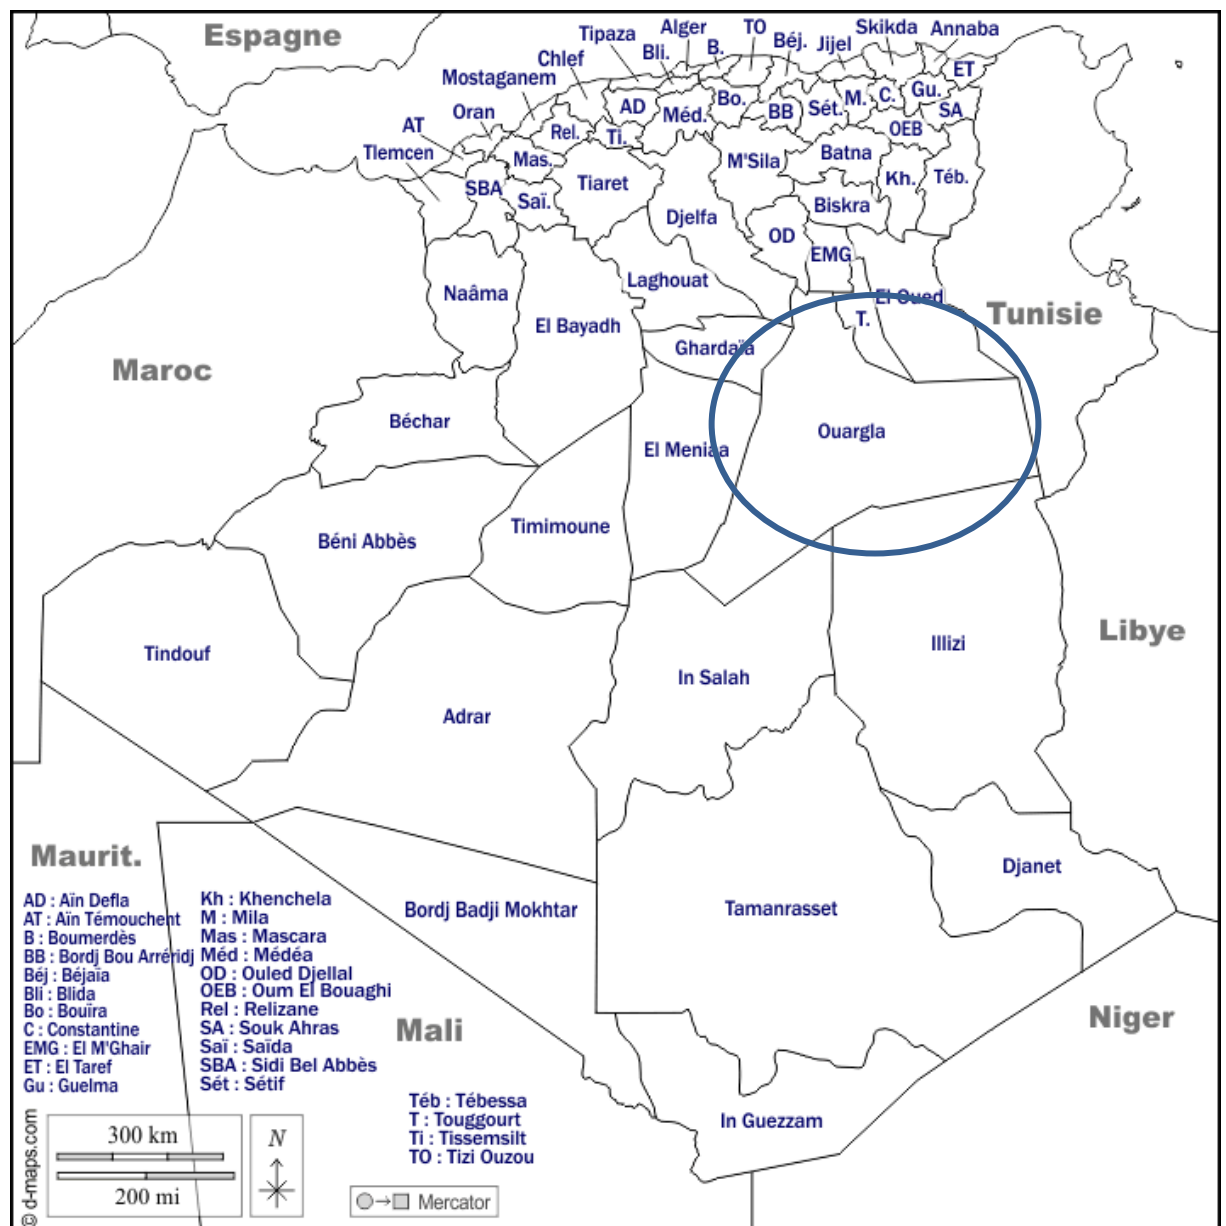 Espagne
Tipaza
Alger
TO
Skikda
Annaba
Chlef
Bli.
B.
Béj.
Jijel
Mostaganem
ET
Oran
AD
Méd.
Bo.
BB
Sét.
M.
C.
Gu.
SA
AT
Rel.
Ti.
OEB
Tlemcen
Mas.
M'Sila
Batna
SBA
Saï.
Tiaret
Kh.
Téb.
Djelfa
Biskra
OD
EMG
Naâma
Laghouat
El Oued
Tunisie
El Bayadh
T.
Ghardaïa
Maroc
Béchar
Ouargla
El Meniaa
Timimoune
Béni Abbès
Tindouf
Illizi
Libye
In Salah
Adrar
Maurit.
Djanet
Bordj Badji Mokhtar
Tamanrasset
Mali
Niger
In Guezzam
AD : Aïn Defla
AT : Aïn Témouchent
B : Boumerdès
BB : Bordj Bou Arréridj
Béj : Béjaïa
Bli : Blida
Bo : Bouïra
C : Constantine
EMG : El M'Ghair
ET : El Taref
Gu : Guelma
Kh : Khenchela
M : Mila
Mas : Mascara
Méd : Médéa
OD : Ouled Djellal
OEB : Oum El Bouaghi
Rel : Relizane
SA : Souk Ahras
Saï : Saïda
SBA : Sidi Bel Abbès
Sét : Sétif
Téb : Tébessa
T : Touggourt
Ti : Tissemsilt
TO : Tizi Ouzou
300 km
200 mi
N
Mercator
© d-maps.com